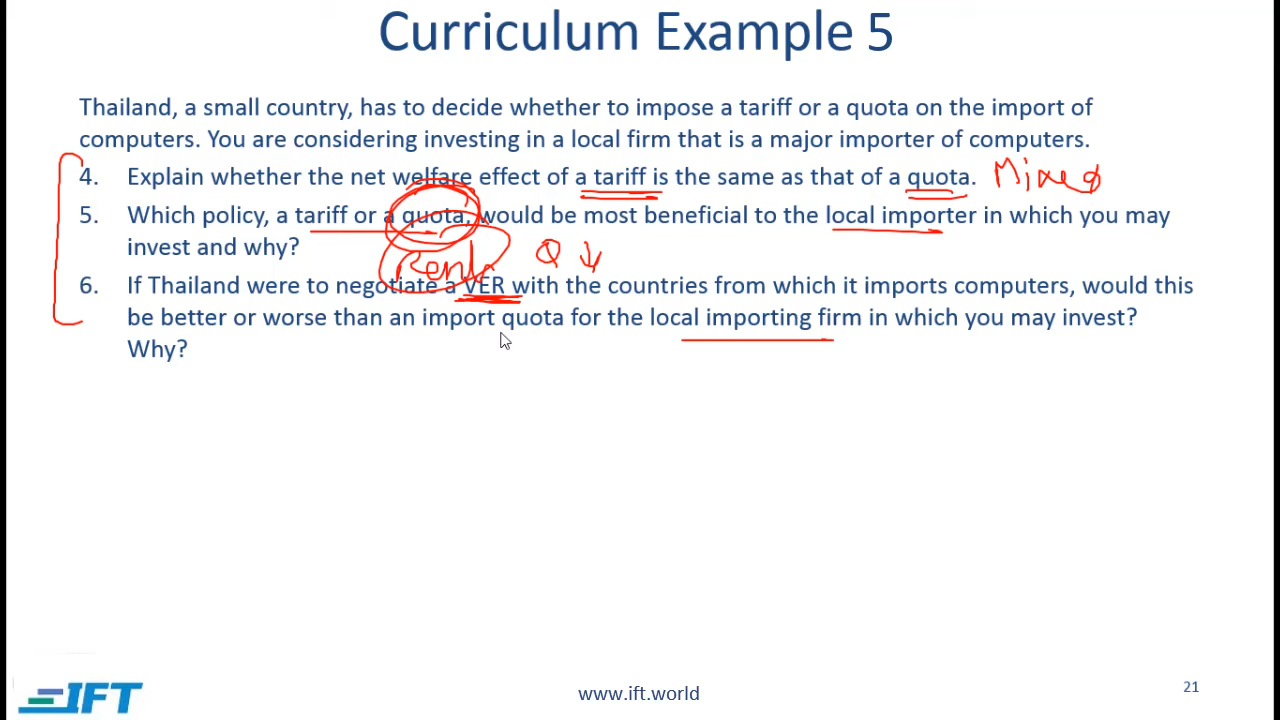 Curriculum Example 5
Thailand, a small country, has to decide whether to impose a tariff or a quota on the import of
computers. You are considering investing in a local firm that is a major importer of computers.
4. Explain whether the net welfare effect of a tariff is the same as that of a quota. Mixed
5. Which policy, a tariff or a quota, would be most beneficial to the local importer in which you may
invest and why?
Rents Q ↓
6. If Thailand were to negotiate a VER with the countries from which it imports computers, would this
be better or worse than an import quota for the local importing firm in which you may invest?
Why?
IFT
www.ift.world
21